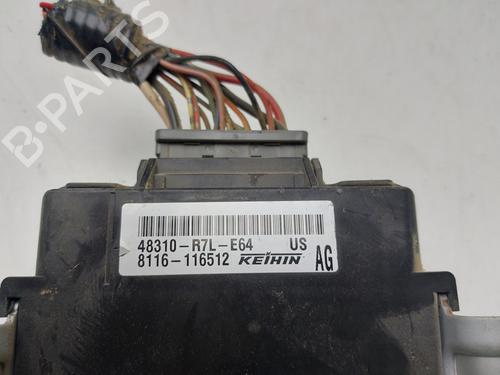 B-PARTS
48310-R7L-E64 US
8116-116512 KEIHIN AG